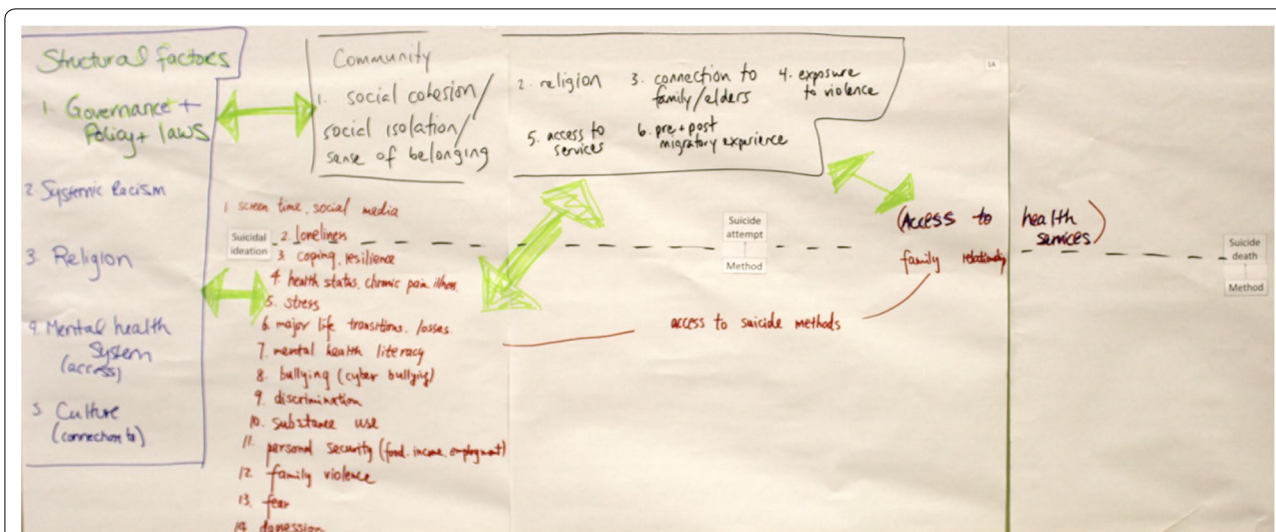 Structural factors
1. Governance +
Policy + laws
2. Systemic Racism
3. Religion
4. Mental health
System
(access)
5. Culture
(connection to)
Community
1. social cohesion/
social isolation/
sense of belonging
2. religion
3. connection to
family/elders
4. exposure
to violence
5. access to
services
6. pre + post
migratory experience
1A
1. screen time, social media
Suicidal
ideation
2. loneliness
3. coping, resilience
4. health status, chronic pain
5. stress
6. major life transitions, losses
7. mental health literacy
8. bullying (cyber bullying)
9. discrimination
10. substance use
11. personal security (food, income, employment)
12. family violence
13. fear
14. depression
Suicide
attempt
Method
access to suicide methods
(Access to health
services)
family relationship
Suicide
death
Method